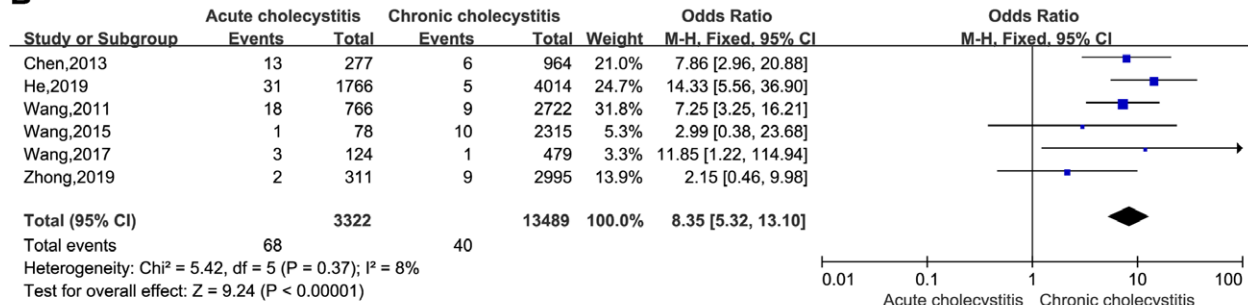 Acute cholecystitis Chronic cholecystitis Odds Ratio Odds Ratio
Study or Subgroup Events Total Events Total Weight M-H, Fixed, 95% CI M-H, Fixed, 95% CI
Chen,2013 13 277 6 964 21.0% 7.86 [2.96, 20.88]
He,2019 31 1766 5 4014 24.7% 14.33 [5.56, 36.90]
Wang,2011 18 766 9 2722 31.8% 7.25 [3.25, 16.21]
Wang,2015 1 78 10 2315 5.3% 2.99 [0.38, 23.68]
Wang,2017 3 124 1 479 3.3% 11.85 [1.22, 114.94]
Zhong,2019 2 311 9 2995 13.9% 2.15 [0.46, 9.98]
Total (95% CI) 3322 13489 100.0% 8.35 [5.32, 13.10]
Total events 68 40
Heterogeneity: Chi² = 5.42, df = 5 (P = 0.37); I² = 8%
Test for overall effect: Z = 9.24 (P < 0.00001)
0.01 0.1 1 10 100
Acute cholecystitis Chronic cholecystitis